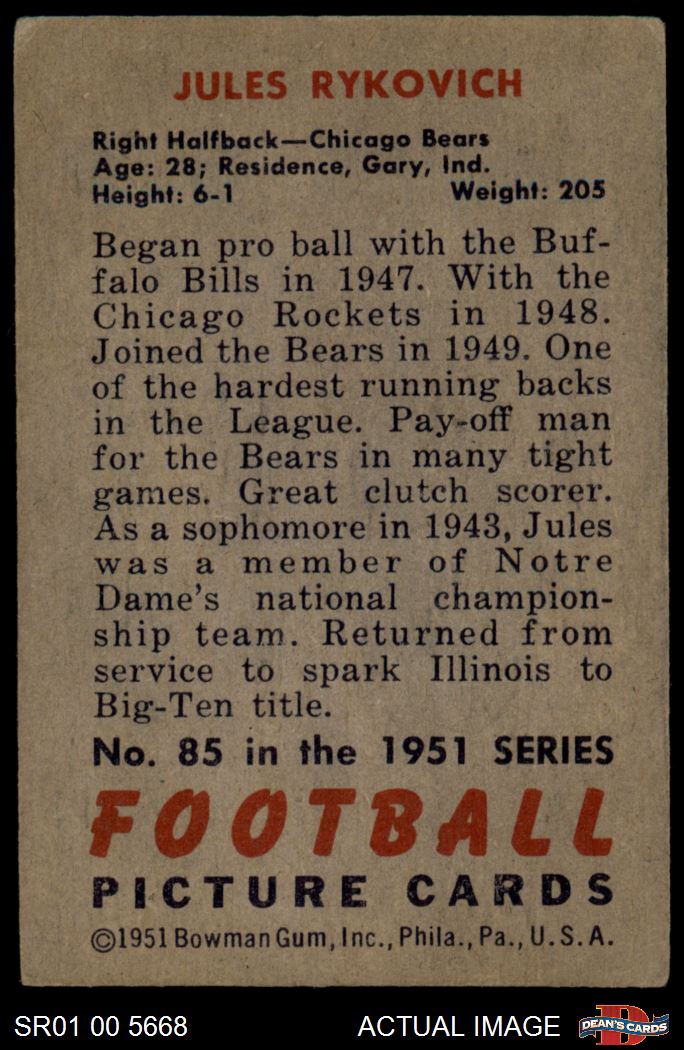 JULES RYKOVICH
Right Halfback—Chicago Bears
Age: 28; Residence, Gary, Ind.
Height: 6-1 Weight: 205
Began pro ball with the Buf-
falo Bills in 1947. With the
Chicago Rockets in 1948.
Joined the Bears in 1949. One
of the hardest running backs
in the League. Pay-off man
for the Bears in many tight
games. Great clutch scorer.
As a sophomore in 1943, Jules
was a member of Notre
Dame's national champion-
ship team. Returned from
service to spark Illinois to
Big-Ten title.
No. 85 in the 1951 SERIES
FOOTBALL
PICTURE CARDS
©1951 Bowman Gum, Inc., Phila., Pa., U.S.A.
SR01 00 5668 ACTUAL IMAGE DEAN'S CARDS